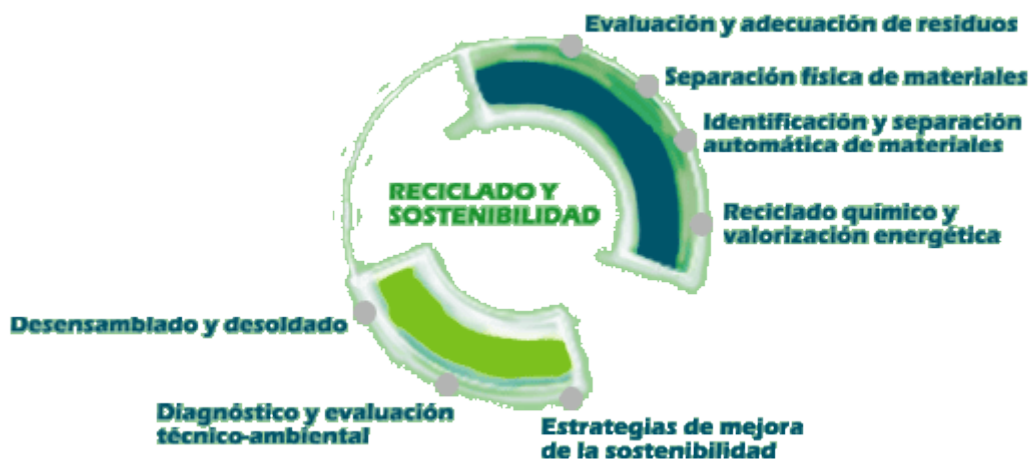 Evaluación y adecuación de residuos
Separación física de materiales
Identificación y separación
automática de materiales
RECICLADO Y
SOSTENIBILIDAD
Reciclado químico y
valorización energética
Desensamblado y desoldado
Diagnóstico y evaluación
técnico-ambiental
Estrategias de mejora
de la sostenibilidad